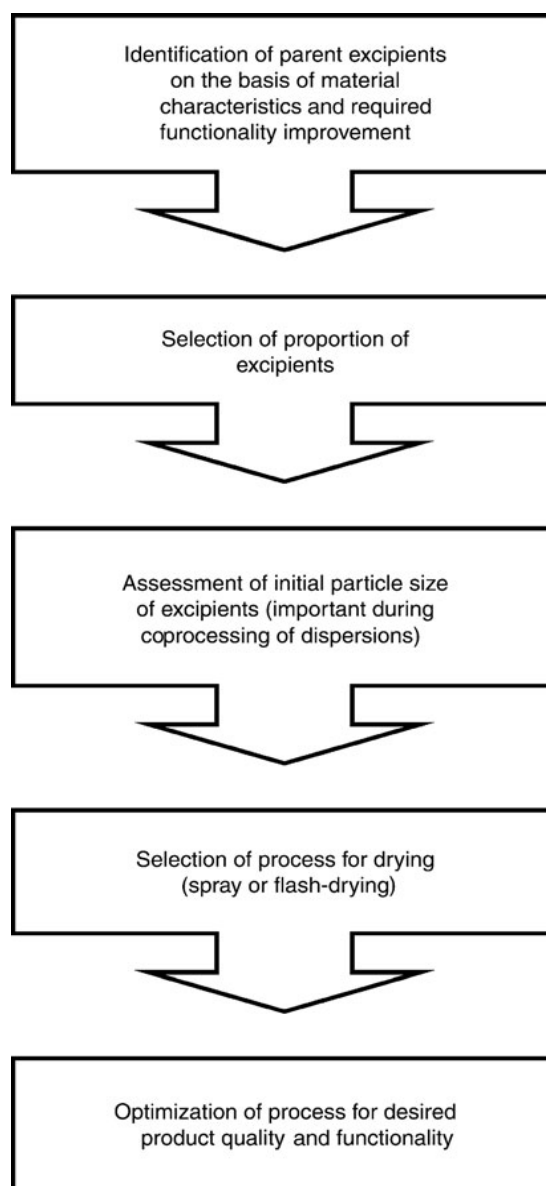 Identification of parent excipients
on the basis of material
characteristics and required
functionality improvement
Selection of proportion of
excipients
Assessment of initial particle size
of excipients (important during
coprocessing of dispersions)
Selection of process for drying
(spray or flash-drying)
Optimization of process for desired
product quality and functionality